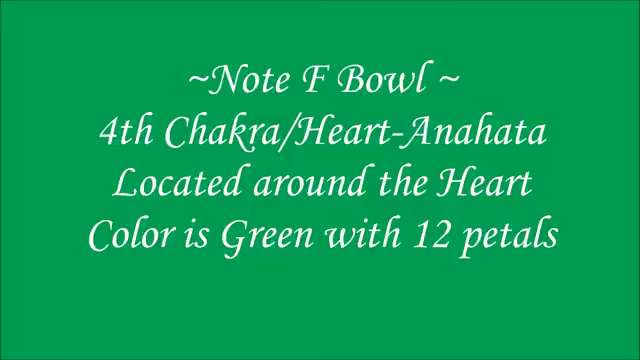 ~Note F Bowl ~
4th Chakra/Heart-Anahata
Located around the Heart
Color is Green with 12 petals